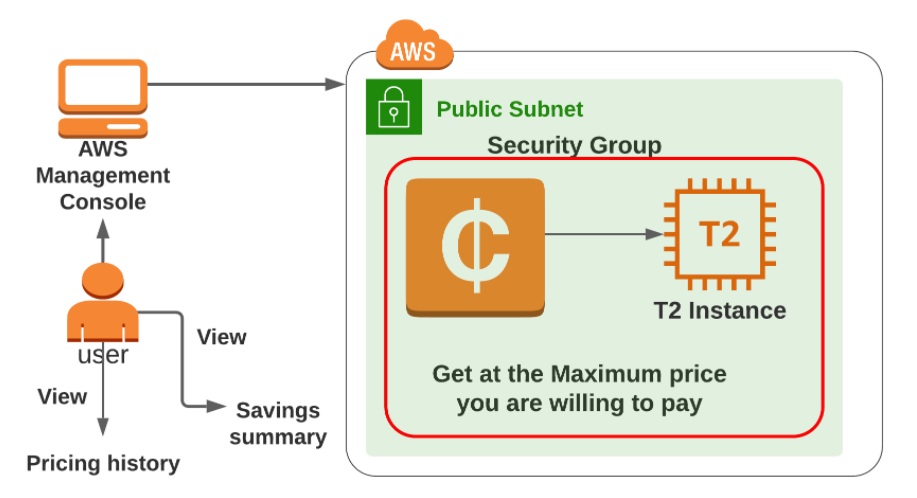 AWS
Public Subnet
Security Group
AWS
Management
Console
¢
T2
T2 Instance
user
View
View
Get at the Maximum price
you are willing to pay
Savings
summary
Pricing history